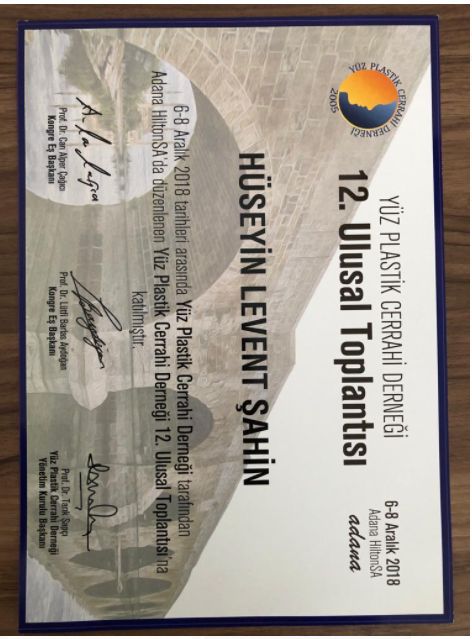 YÜZ PLASTİK CERRAHİ DERNEĞİ
2005
YÜZ PLASTİK CERRAHİ DERNEĞİ
12. Ulusal Toplantısı
6-8 Aralık 2018
Adana HiltonSA
adana
HÜSEYİN LEVENT ŞAHİN
6-8 Aralık 2018 tarihleri arasında Yüz Plastik Cerrahi Derneği tarafından
Adana HiltonSA'da düzenlenen Yüz Plastik Cerrahi Derneği 12. Ulusal Toplantısı'na
katılmıştır.
Prof. Dr. Can Alper Çağıcı
Kongre Eş Başkanı
Prof. Dr. Lütfi Barlas Aydoğan
Kongre Eş Başkanı
Prof. Dr. Tarık Şapçı
Yüz Plastik Cerrahi Derneği
Yönetim Kurulu Başkanı